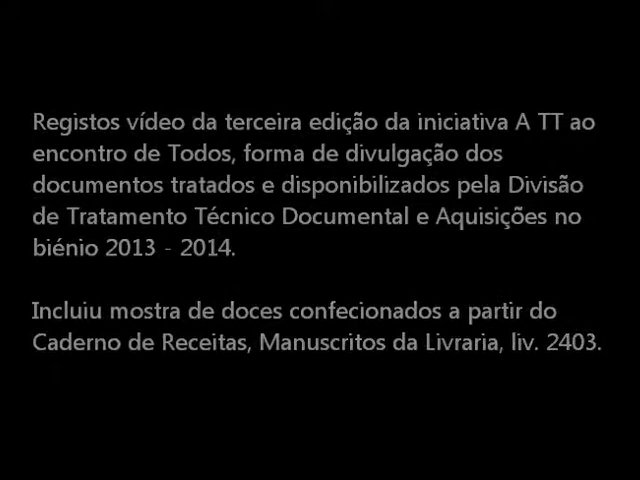 Registos vídeo da terceira edição da iniciativa A TT ao
encontro de Todos, forma de divulgação dos
documentos tratados e disponibilizados pela Divisão
de Tratamento Técnico Documental e Aquisições no
biénio 2013 - 2014.
Incluiu mostra de doces confecionados a partir do
Caderno de Receitas, Manuscritos da Livraria, liv. 2403.